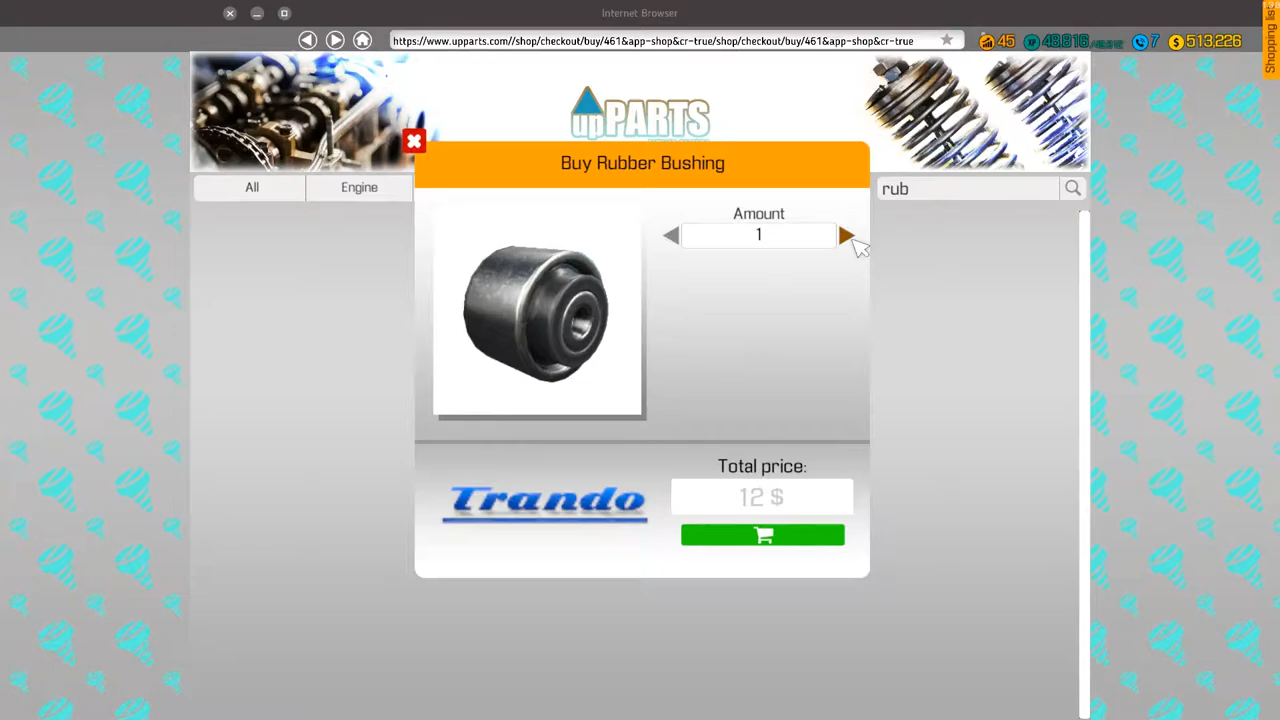 Internet Browser
https://www.upparts.com//shop/checkout/buy/461&app-shop&cr-true/shop/checkout/buy/461&app-shop&cr-true
45
48,816
7
$ 513,226
Shopping list
upPARTS
Buy Rubber Bushing
All
Engine
rub
Amount
1
Total price:
Trando
12 $